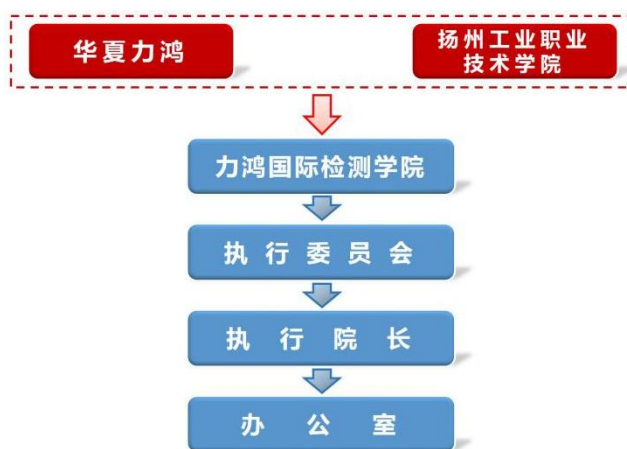 华夏力鸿
扬州工业职业
技术学院
力鸿国际检测学院
执行委员会
执行院长
办公室